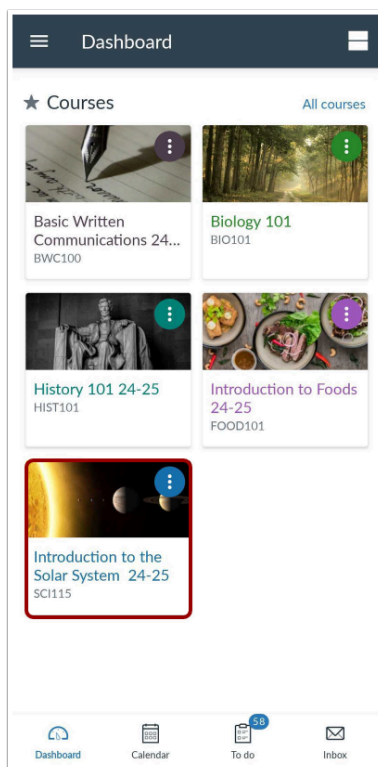 Dashboard
★ Courses
All courses
Basic Written
Communications 24...
BWC100
Biology 101
BIO101
History 101 24-25
HIST101
Introduction to Foods
24-25
FOOD101
Introduction to the
Solar System 24-25
SCI115
58
Dashboard
Calendar
To do
Inbox